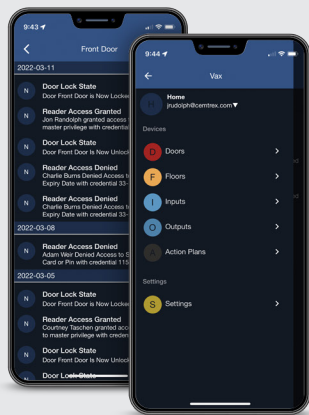 9:43
Front Door
2022-03-11
N
Door Lock State
Door Front Door is Now Locke
N
Reader Access Granted
Jon Randolph granted access
master privilege with credential
N
Door Lock State
Door Front Door is Now Unlock
N
Reader Access Denied
Charlie Burns Denied Access t
Expiry Date with credential 33-
N
Reader Access Denied
Charlie Burns Denied Access t
Expiry Date with credential 33-
2022-03-08
N
Reader Access Denied
Adam Weir Denied Access to S
Card or Pin with credential 115
2022-03-05
N
Door Lock State
Door Front Door is Now Locke
N
Reader Access Granted
Courtney Taschen granted acc
to master privilege with creden
N
Door Lock State
Door Front Door is Now Unlock
N
Door Lock State
9:44
Vax
H
Home
jrudolph@cemtrex.com
Devices
D
Doors
F
Floors
I
Inputs
O
Outputs
A
Action Plans
Settings
S
Settings